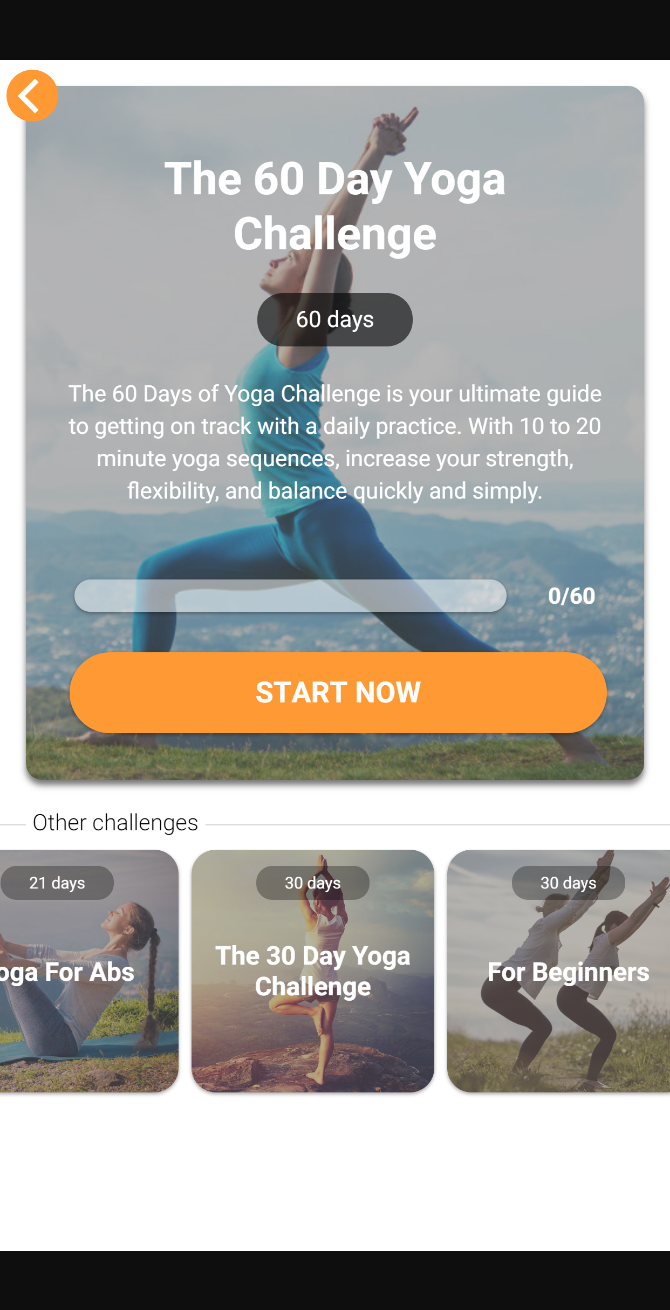 The 60 Day Yoga
Challenge
60 days
The 60 Days of Yoga Challenge is your ultimate guide
to getting on track with a daily practice. With 10 to 20
minute yoga sequences, increase your strength,
flexibility, and balance quickly and simply.
0/60
START NOW
Other challenges
21 days
oga For Abs
30 days
The 30 Day Yoga
Challenge
30 days
For Beginners